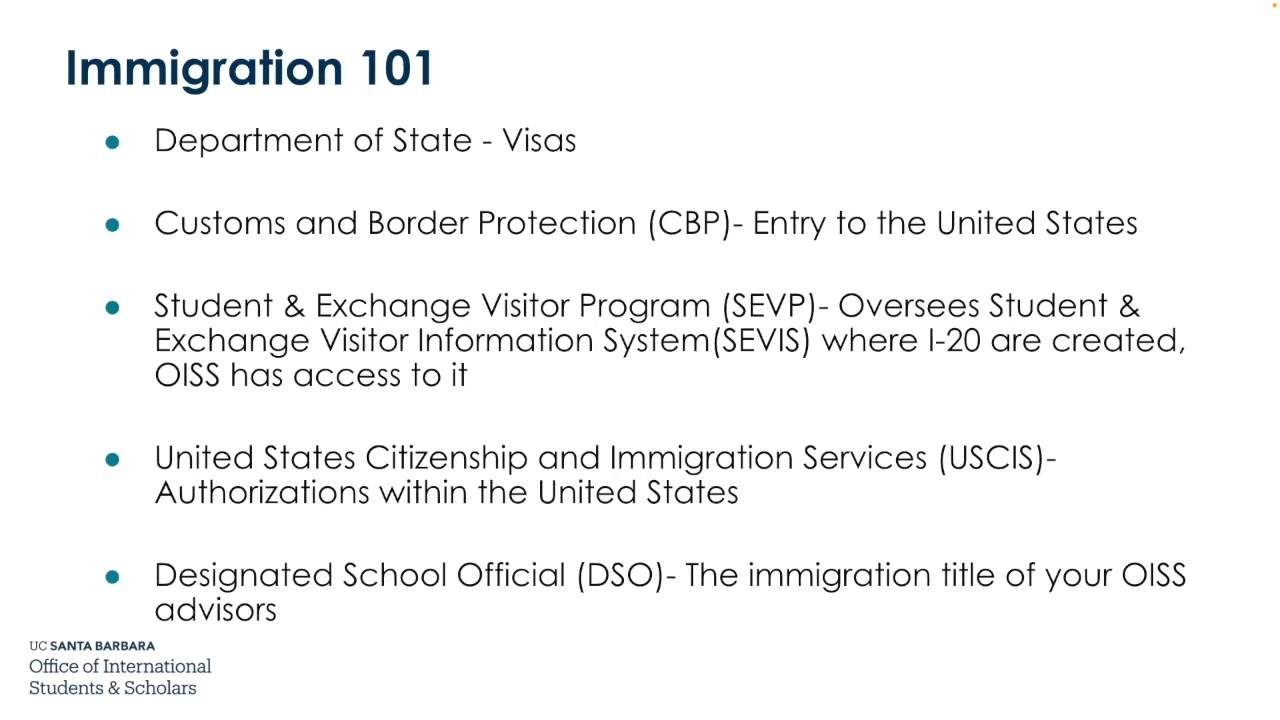 Immigration 101
● Department of State - Visas
● Customs and Border Protection (CBP)- Entry to the United States
● Student & Exchange Visitor Program (SEVP)- Oversees Student &
Exchange Visitor Information System(SEVIS) where I-20 are created,
OISS has access to it
● United States Citizenship and Immigration Services (USCIS)-
Authorizations within the United States
● Designated School Official (DSO)- The immigration title of your OISS
advisors
UC SANTA BARBARA
Office of International
Students & Scholars